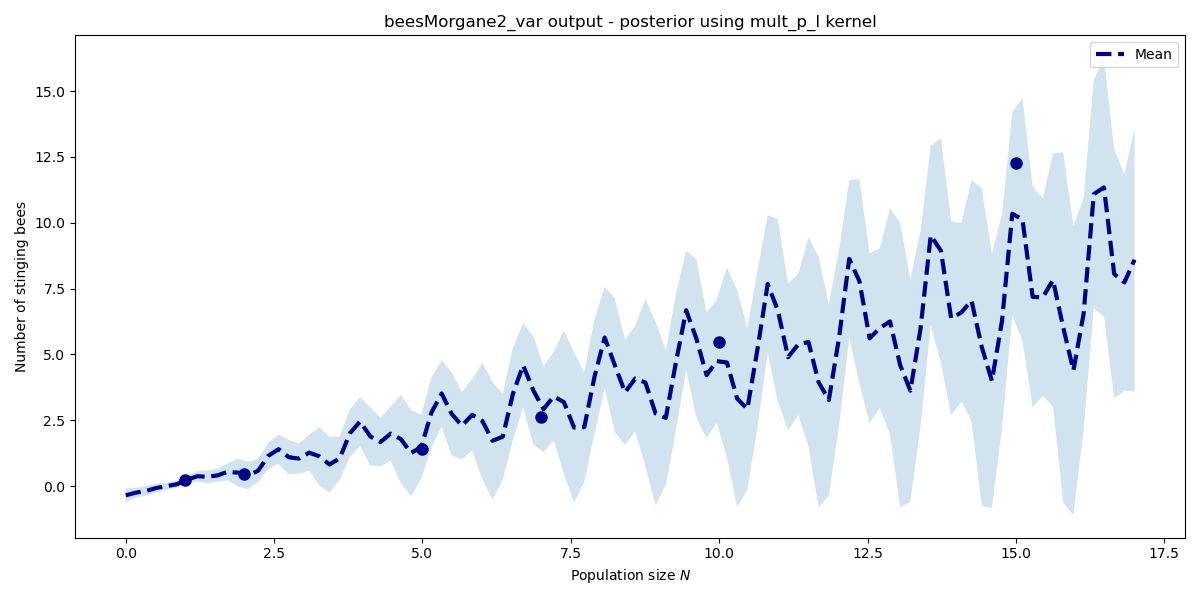 beesMorgane2_var output - posterior using mult_p_l kernel
Mean
Number of stinging bees
15.0
12.5
10.0
7.5
5.0
2.5
0.0
0.0 2.5 5.0 7.5 10.0 12.5 15.0 17.5
Population size N